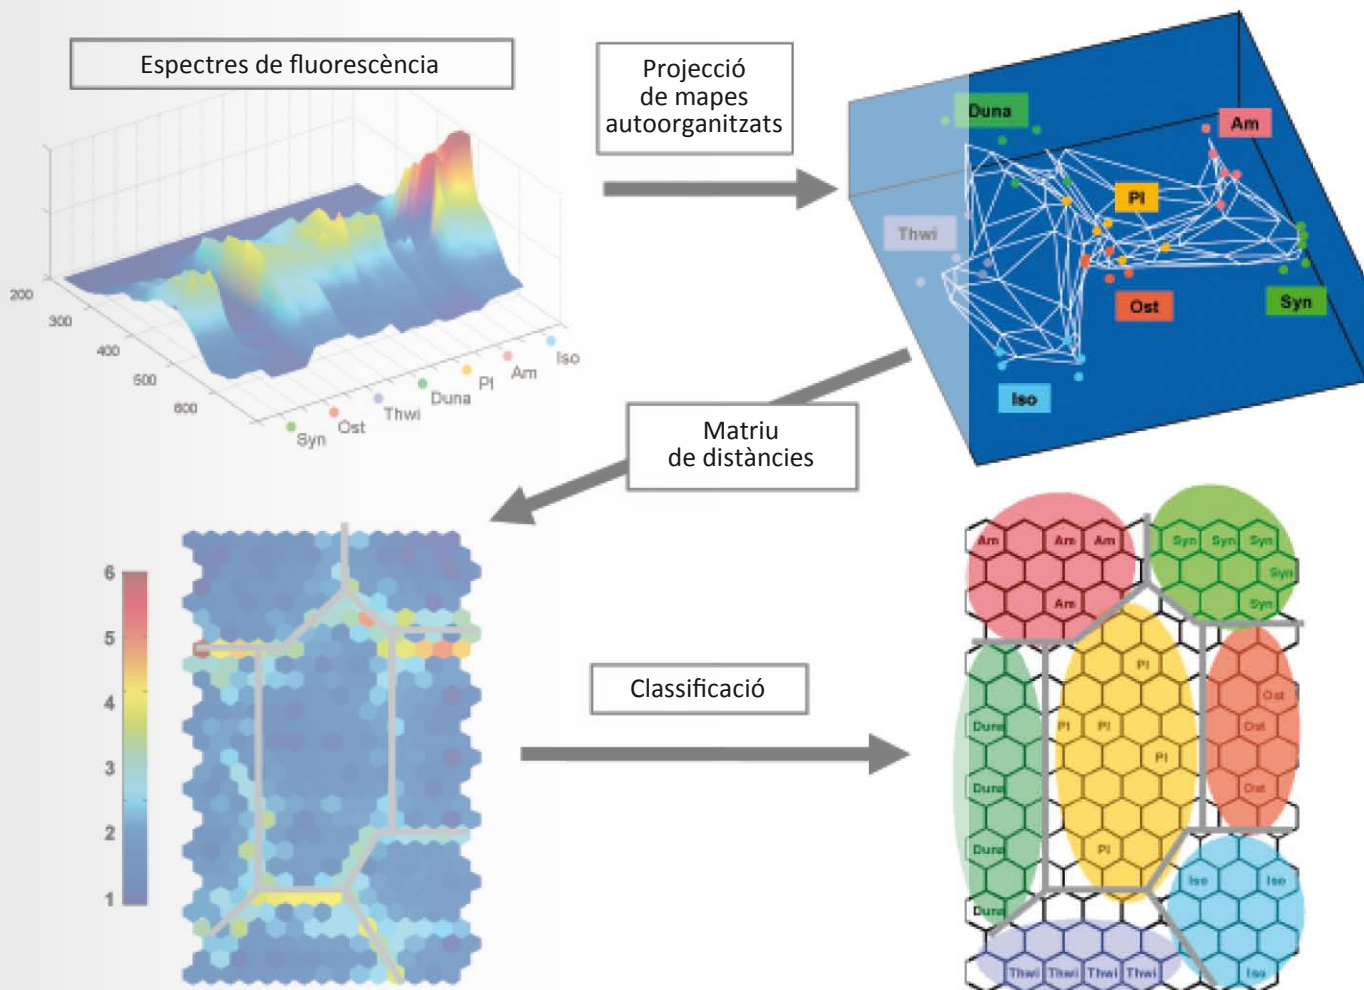 Espectres de fluorescència
Projecció
de mapes
autoorganitzats
200
300
400
500
600
Syn
Ost
Thwi
Duna
Pl
Am
Iso
Duna
Am
Pl
Thwi
Ost
Syn
Iso
Matriu
de distàncies
6
5
4
3
2
1
Classificació
Am Am Am
Syn Syn Syn
Syn
Am
Syn
Pl
Ost
Duna
Pl Pl
Ost
Pl
Duna
Ost
Duna
Pl
Iso Iso
Duna
Thwi Thwi Thwi Thwi
Iso